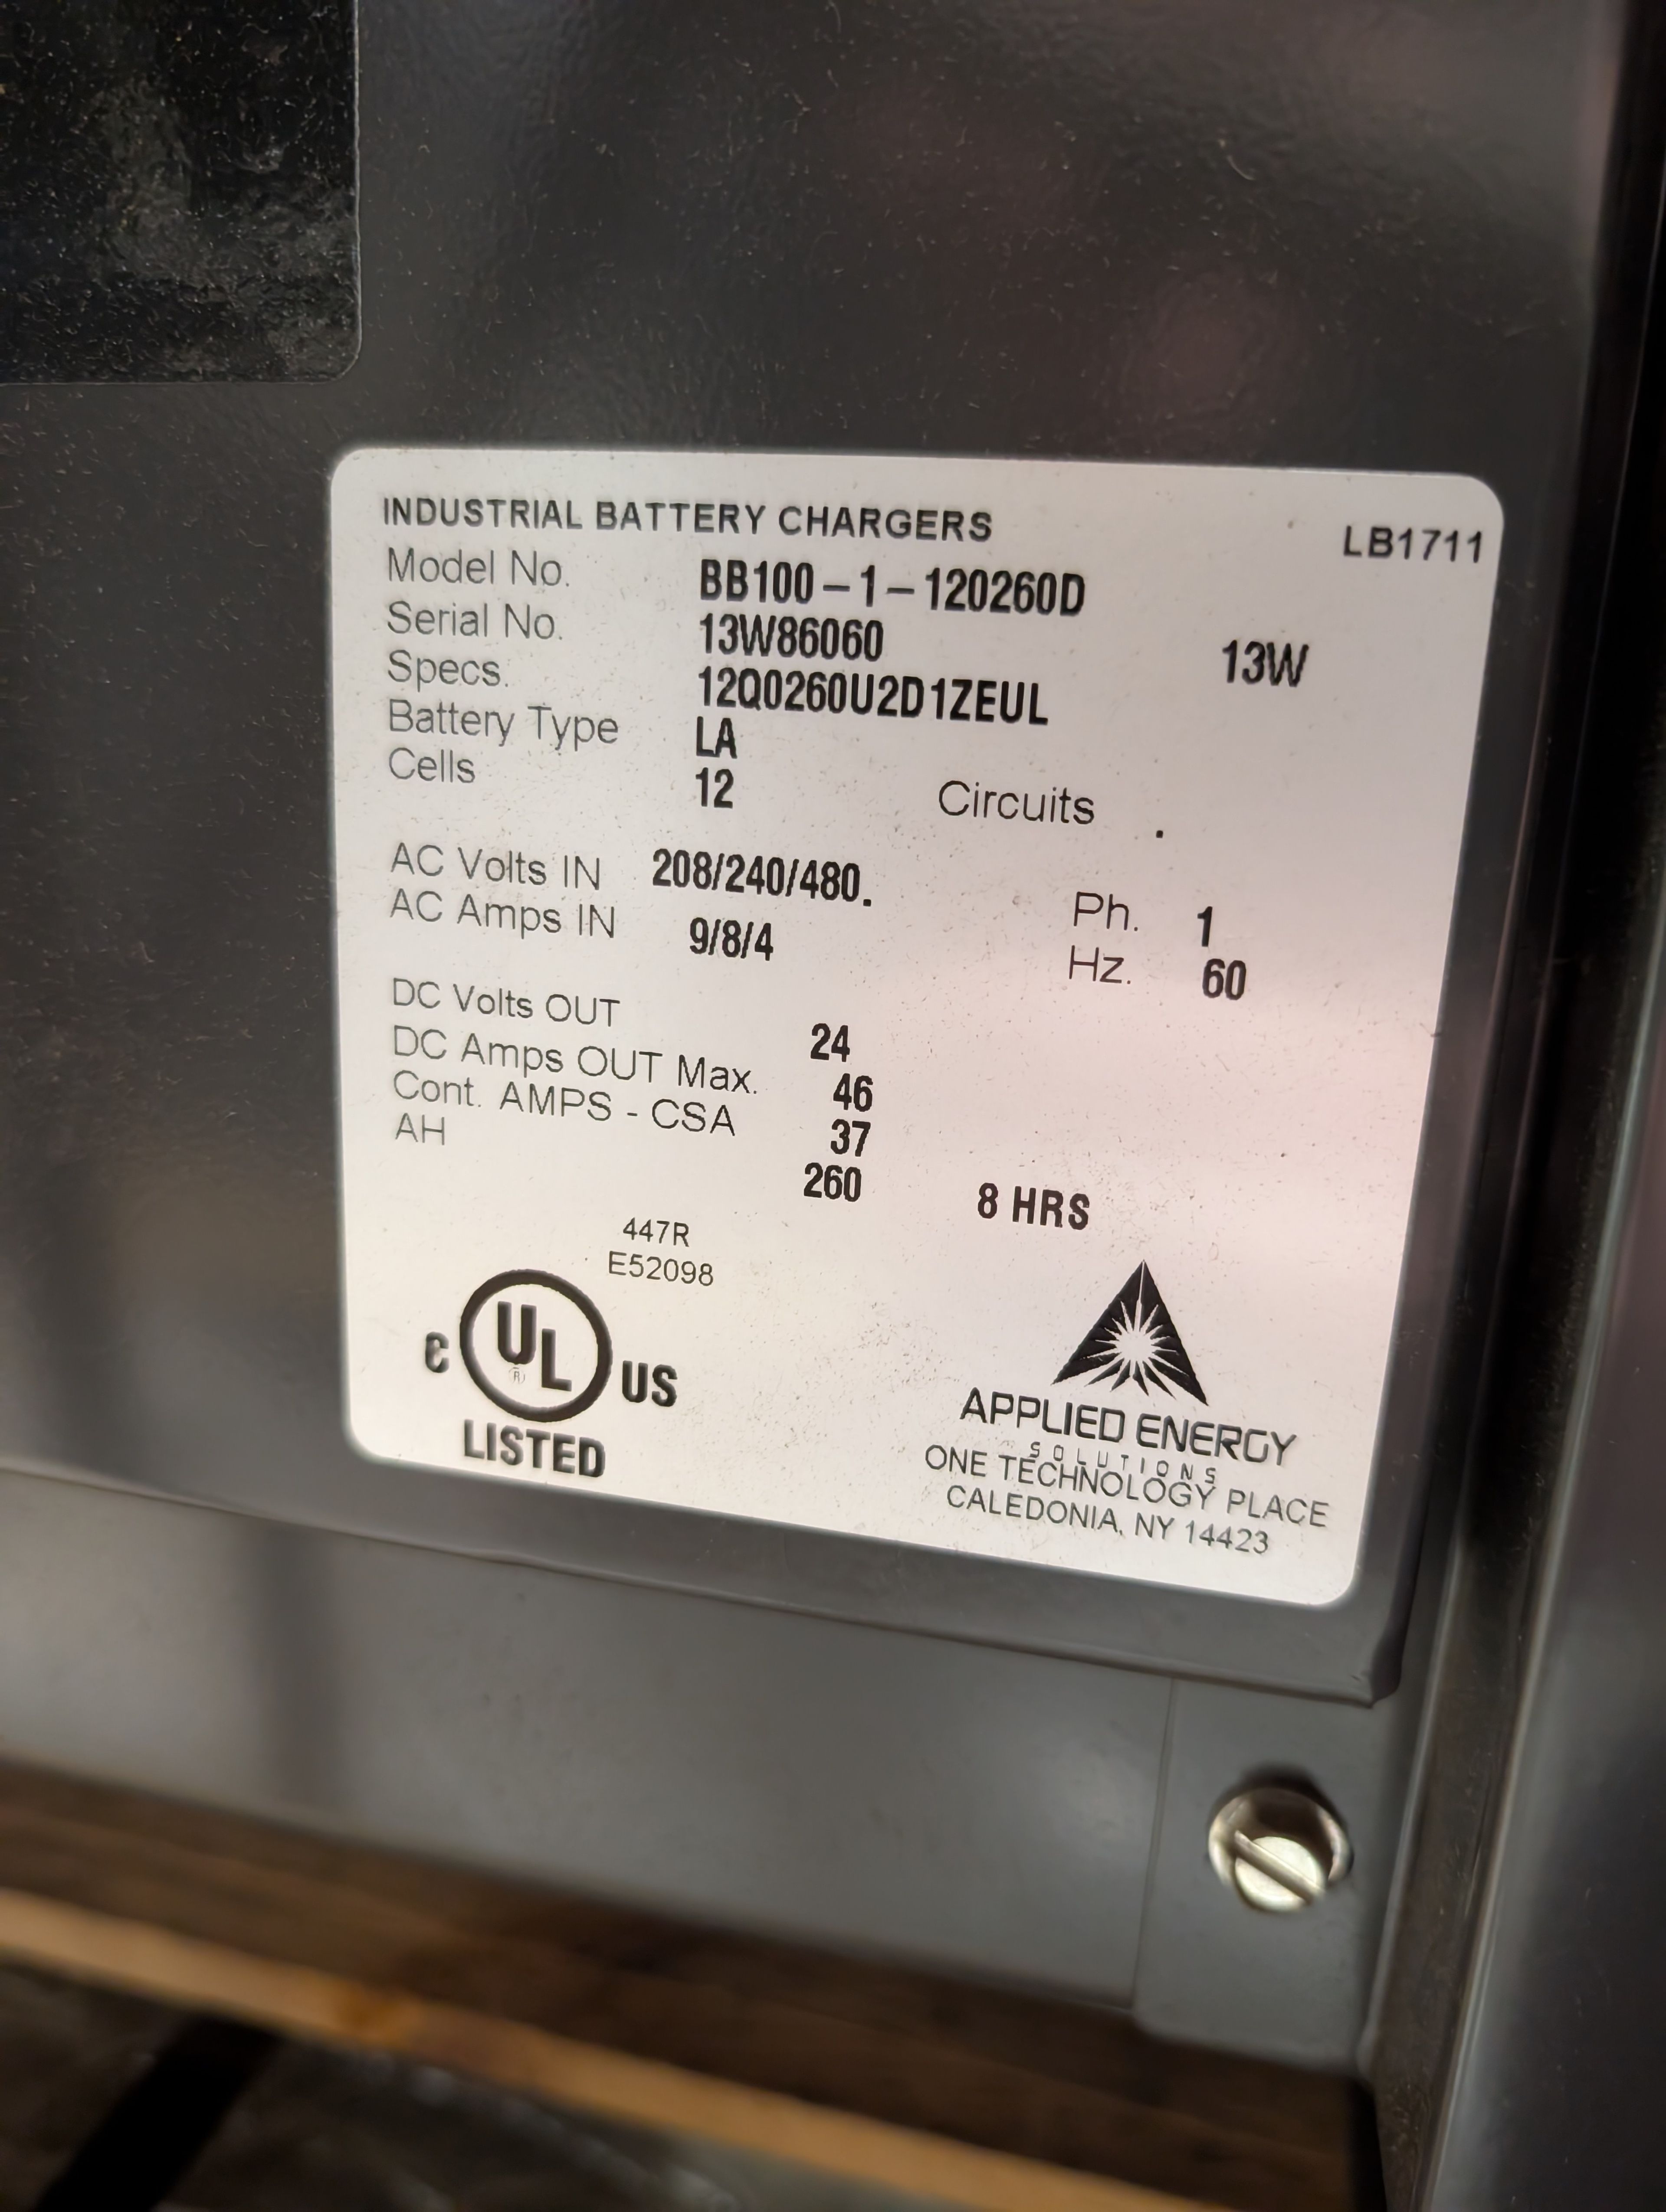 INDUSTRIAL BATTERY CHARGERS LB1711
Model No. BB100-1-120260D
Serial No. 13W86060 13W
Specs. 12Q0260U2D1ZEUL
Battery Type LA
Cells 12 Circuits .
AC Volts IN 208/240/480. Ph. 1
AC Amps IN 9/8/4 Hz. 60
DC Volts OUT 24
DC Amps OUT Max. 46
Cont. AMPS - CSA 37
AH 260 8 HRS
447R
E52098
C UL ® US
LISTED
APPLIED ENERGY
SOLUTIONS
ONE TECHNOLOGY PLACE
CALEDONIA, NY 14423